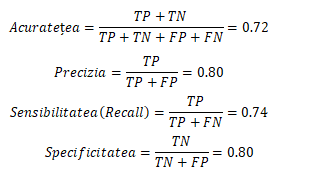 Acuratețea = (TP + TN) / (TP + TN + FP + FN) = 0.72
Precizia = TP / (TP + FP) = 0.80
Sensibilitatea(Recall) = TP / (TP + FN) = 0.74
Specificitatea = TN / (TN + FP) = 0.80